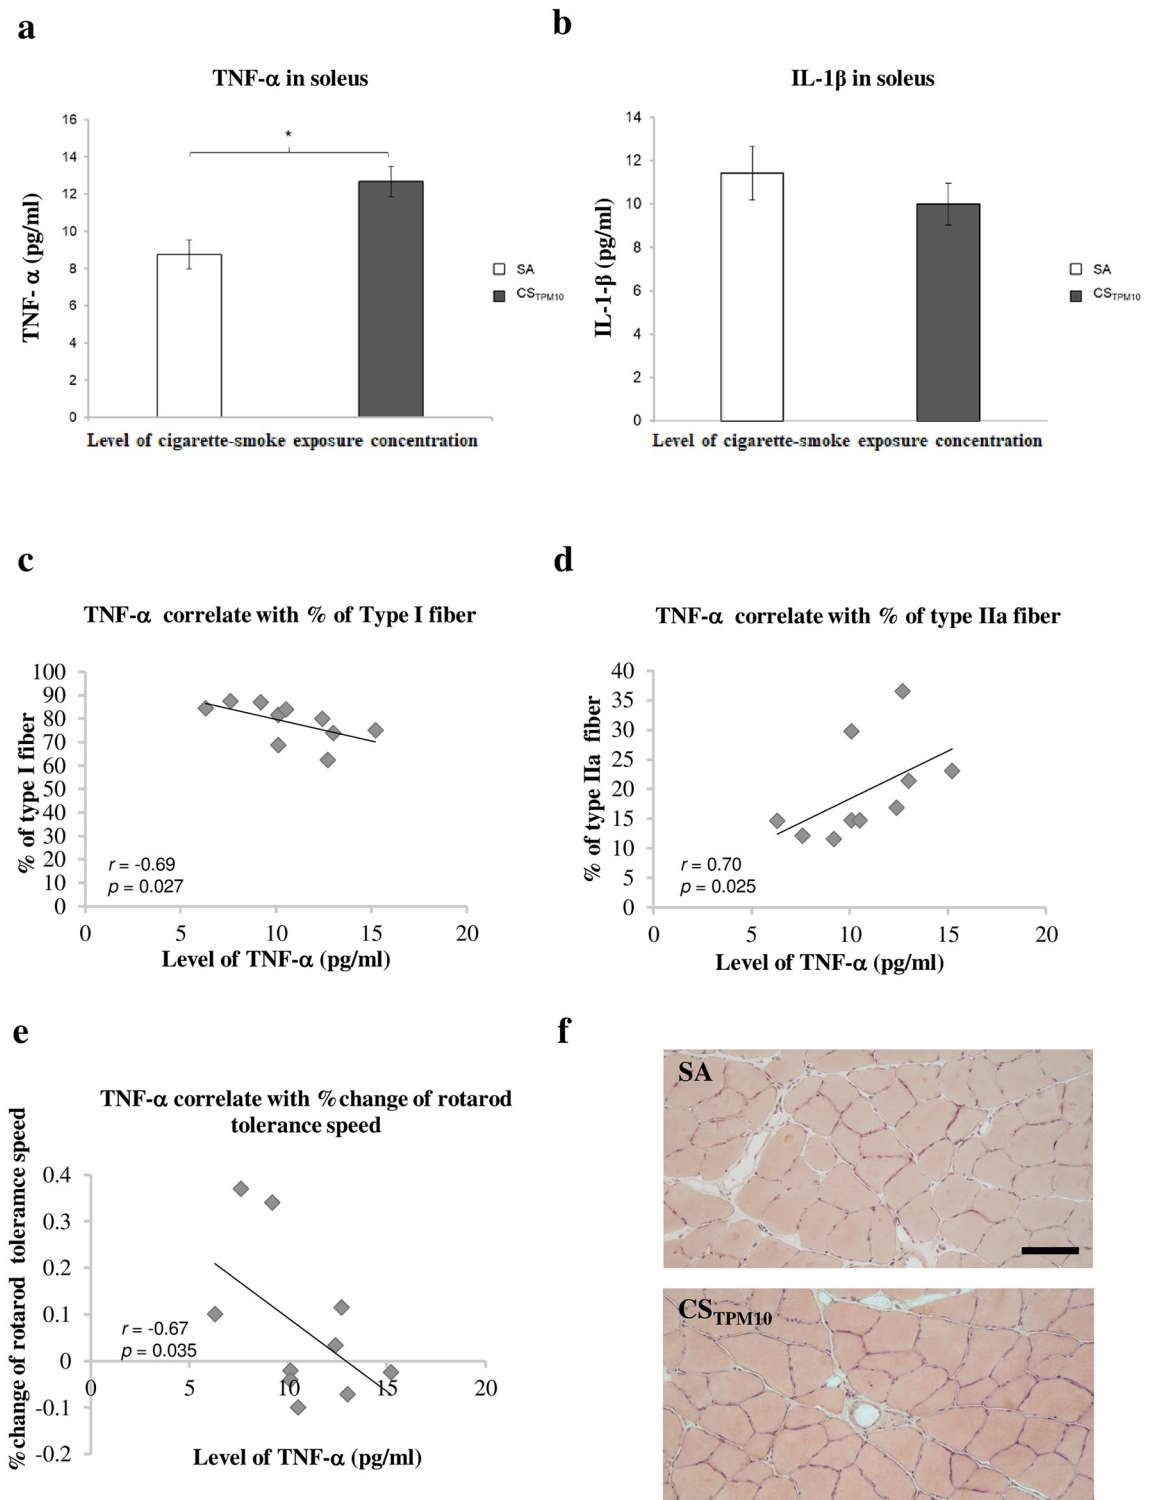 a
TNF-α in soleus
16
14
12
10
8
6
4
2
0
TNF- α (pg/ml)
*
SA
CSTPM10
Level of cigarette-smoke exposure concentration
b
IL-1β in soleus
14
12
10
8
6
4
2
0
IL-1-β (pg/ml)
SA
CSTPM10
Level of cigarette-smoke exposure concentration
c
TNF-α correlate with % of Type I fiber
100
90
80
70
60
50
40
30
20
10
0
% of type I fiber
r = -0.69
p = 0.027
0 5 10 15 20
Level of TNF-α (pg/ml)
d
TNF-α correlate with % of type IIa fiber
40
35
30
25
20
15
10
5
0
% of type IIa fiber
r = 0.70
p = 0.025
0 5 10 15 20
Level of TNF-α (pg/ml)
e
TNF-α correlate with % change of rotarod
tolerance speed
0.4
0.3
0.2
0.1
0
-0.1
-0.2
% change of rotarod toleramce speed
r = -0.67
p = 0.035
0 5 10 15 20
Level of TNF-α (pg/ml)
f
SA
CSTPM10